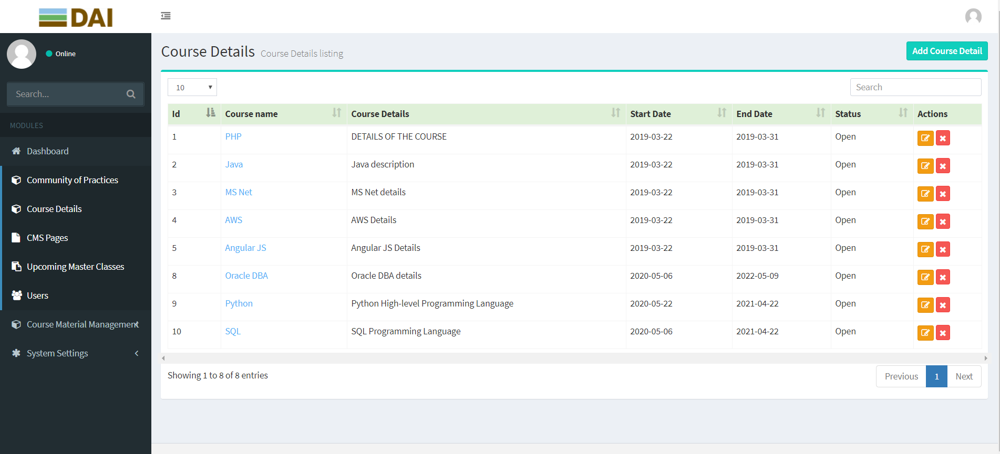 DAI
Online
Search...
MODULES
Dashboard
Community of Practices
Course Details
CMS Pages
Upcoming Master Classes
Users
Course Material Management
System Settings
Course Details Course Details listing
Add Course Detail
10
Search
Id Course name Course Details Start Date End Date Status Actions
1 PHP DETAILS OF THE COURSE 2019-03-22 2019-03-31 Open
2 Java Java description 2019-03-22 2019-03-31 Open
3 MS Net MS Net details 2019-03-22 2019-03-31 Open
4 AWS AWS Details 2019-03-22 2019-03-31 Open
5 Angular JS Angular JS Details 2019-03-22 2019-03-31 Open
8 Oracle DBA Oracle DBA details 2020-05-06 2022-05-09 Open
9 Python Python High-level Programming Language 2020-05-22 2021-04-22 Open
10 SQL SQL Programming Language 2020-05-06 2021-04-22 Open
Showing 1 to 8 of 8 entries
Previous 1 Next